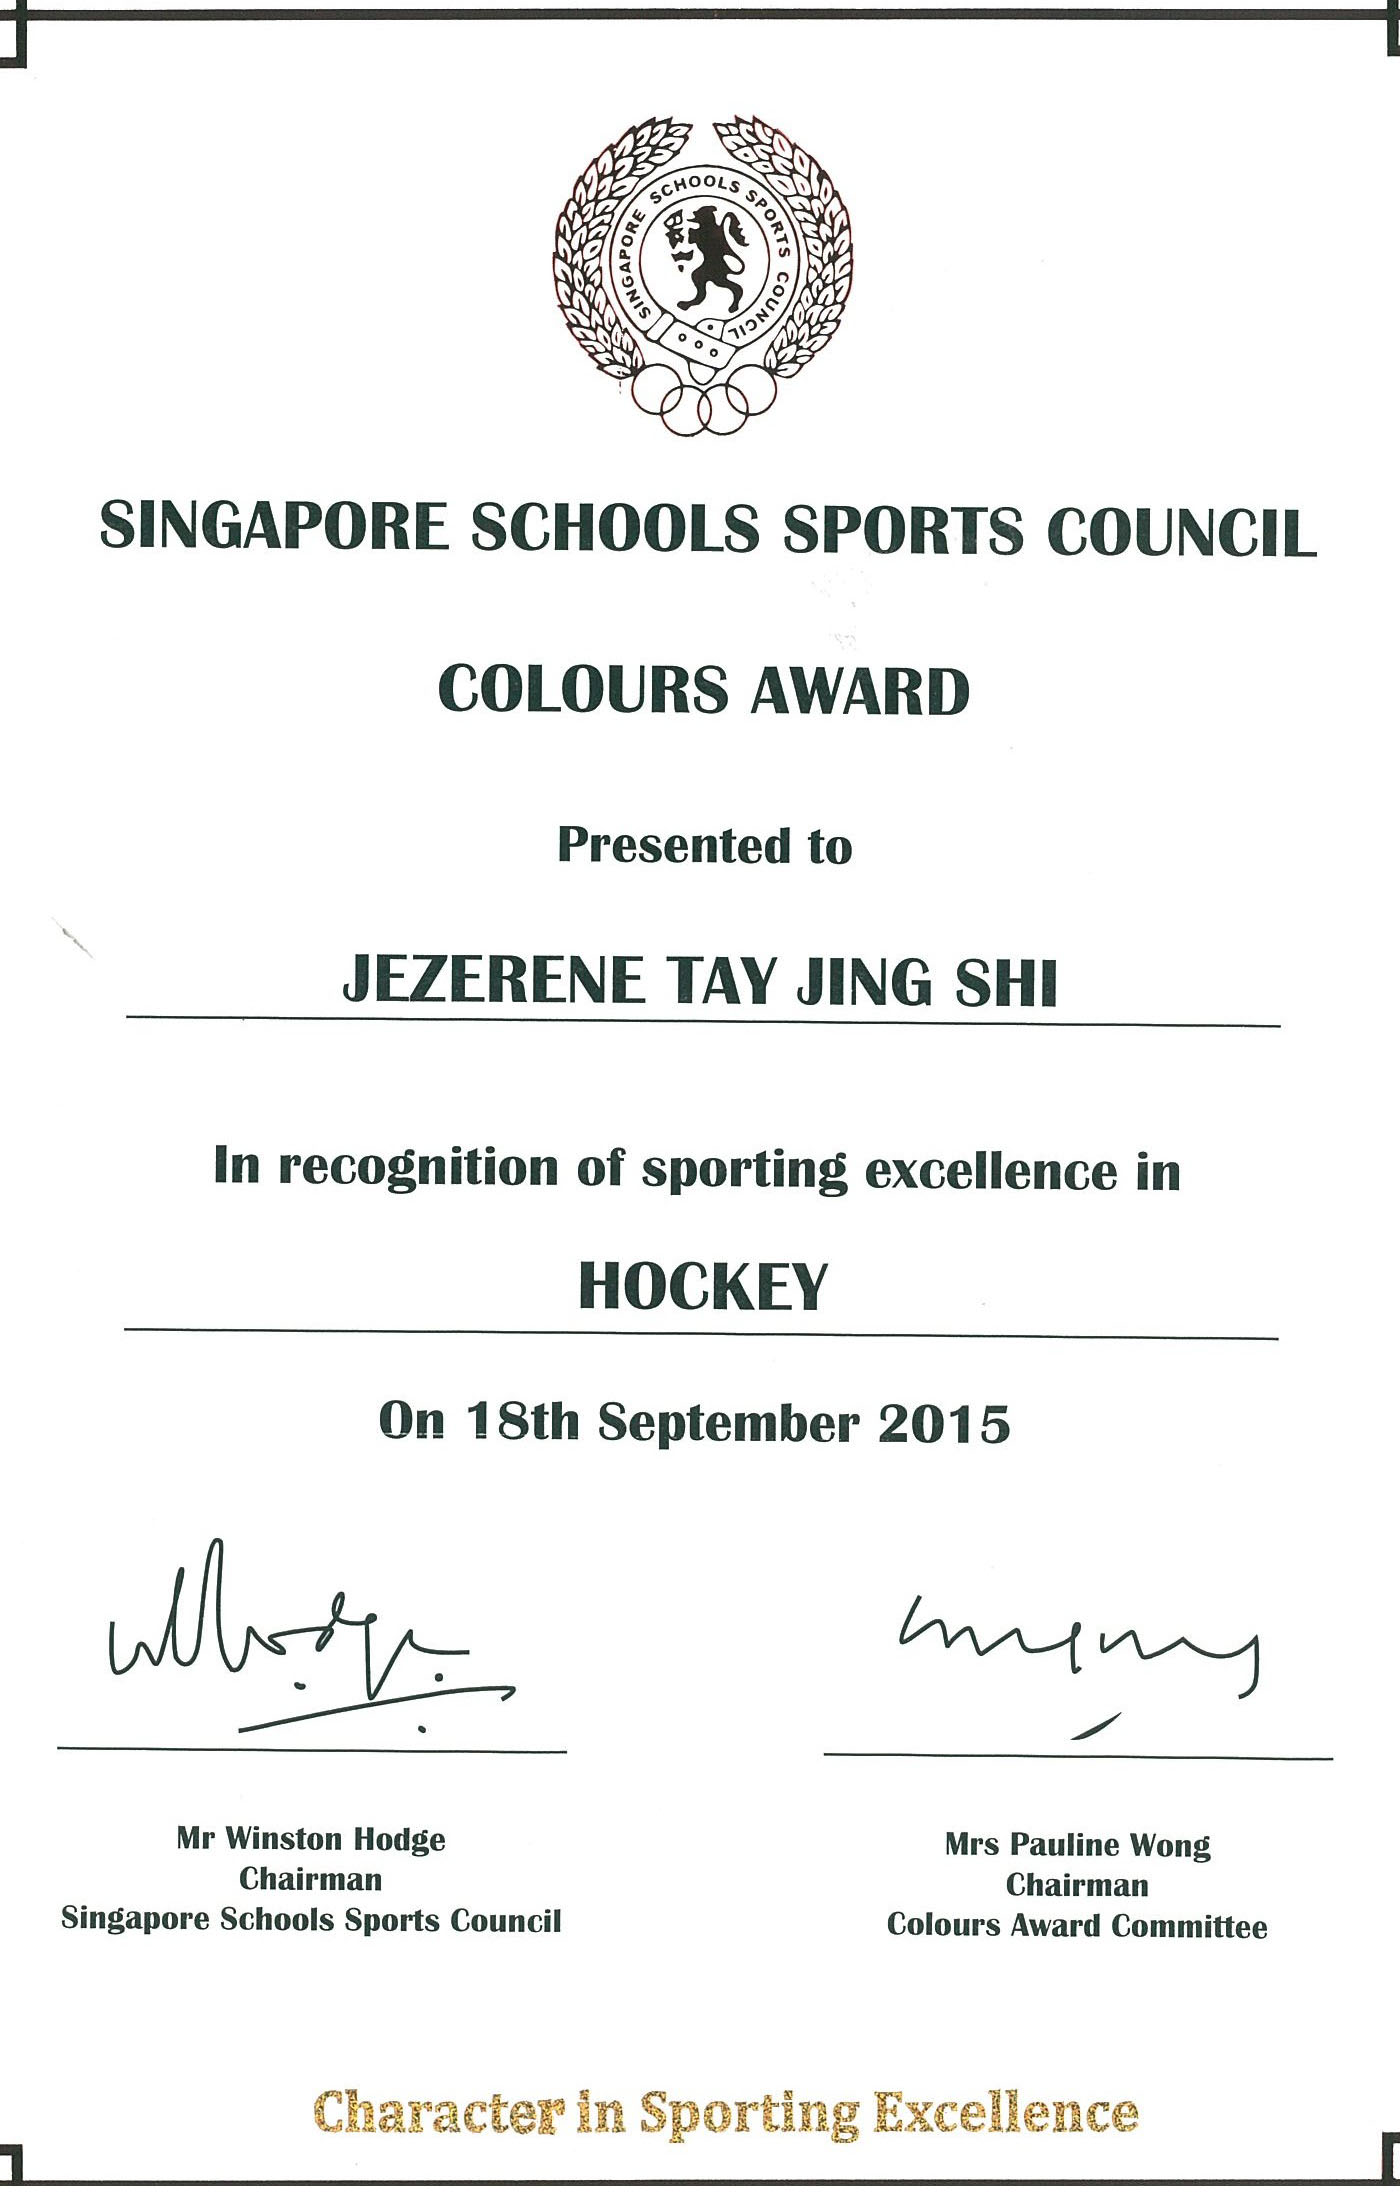 SINGAPORE SCHOOLS SPORTS COUNCIL
SINGAPORE SCHOOLS SPORTS COUNCIL
COLOURS AWARD
Presented to
JEZERENE TAY JING SHI
In recognition of sporting excellence in
HOCKEY
On 18th September 2015
Mr Winston Hodge
Chairman
Singapore Schools Sports Council
Mrs Pauline Wong
Chairman
Colours Award Committee
Character in Sporting Excellence